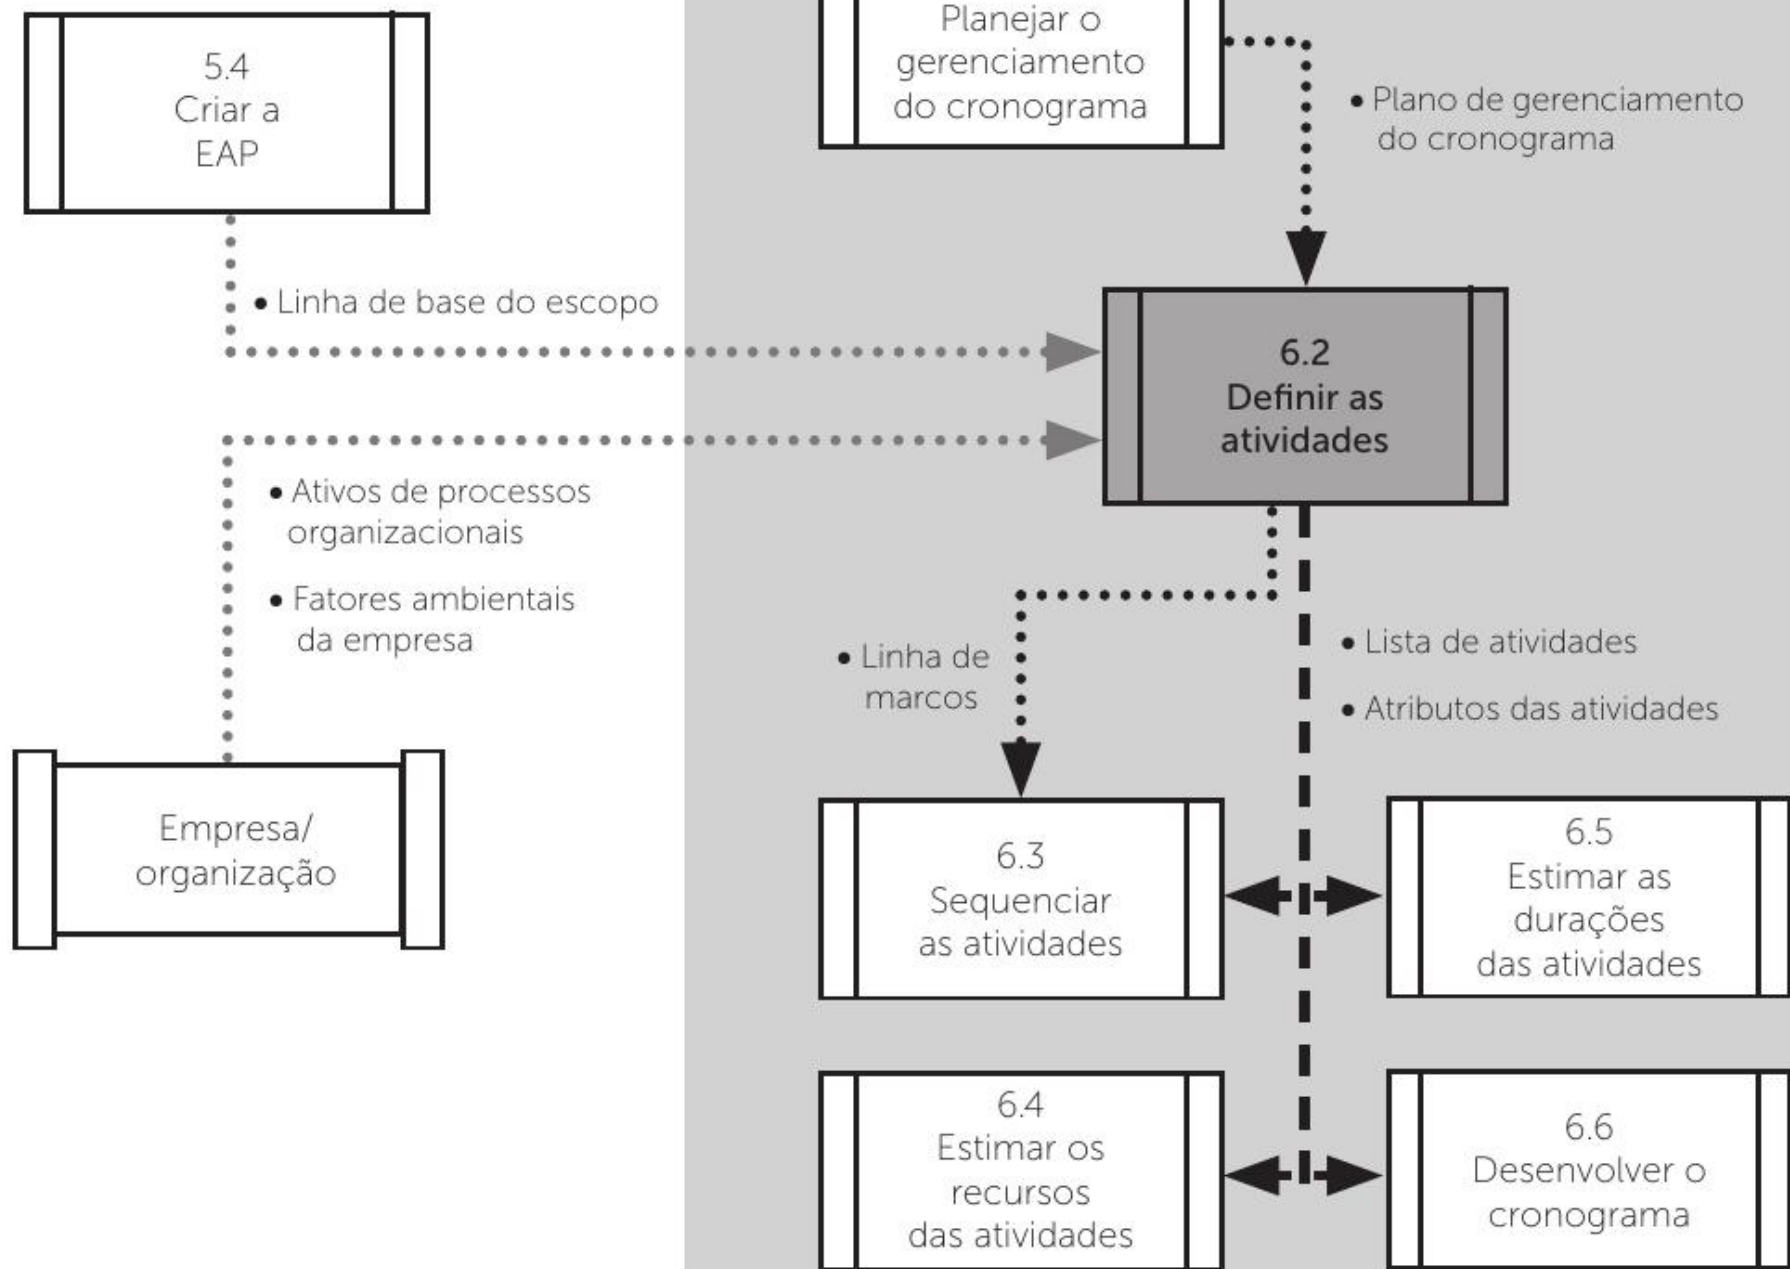 5.4
Criar a
EAP
Planejar o
gerenciamento
do cronograma
• Plano de gerenciamento
do cronograma
• Linha de base do escopo
6.2
Definir as
atividades
• Ativos de processos
organizacionais
• Fatores ambientais
da empresa
• Linha de
marcos
• Lista de atividades
• Atributos das atividades
Empresa/
organização
6.3
Sequenciar
as atividades
6.5
Estimar as
durações
das atividades
6.4
Estimar os
recursos
das atividades
6.6
Desenvolver o
cronograma